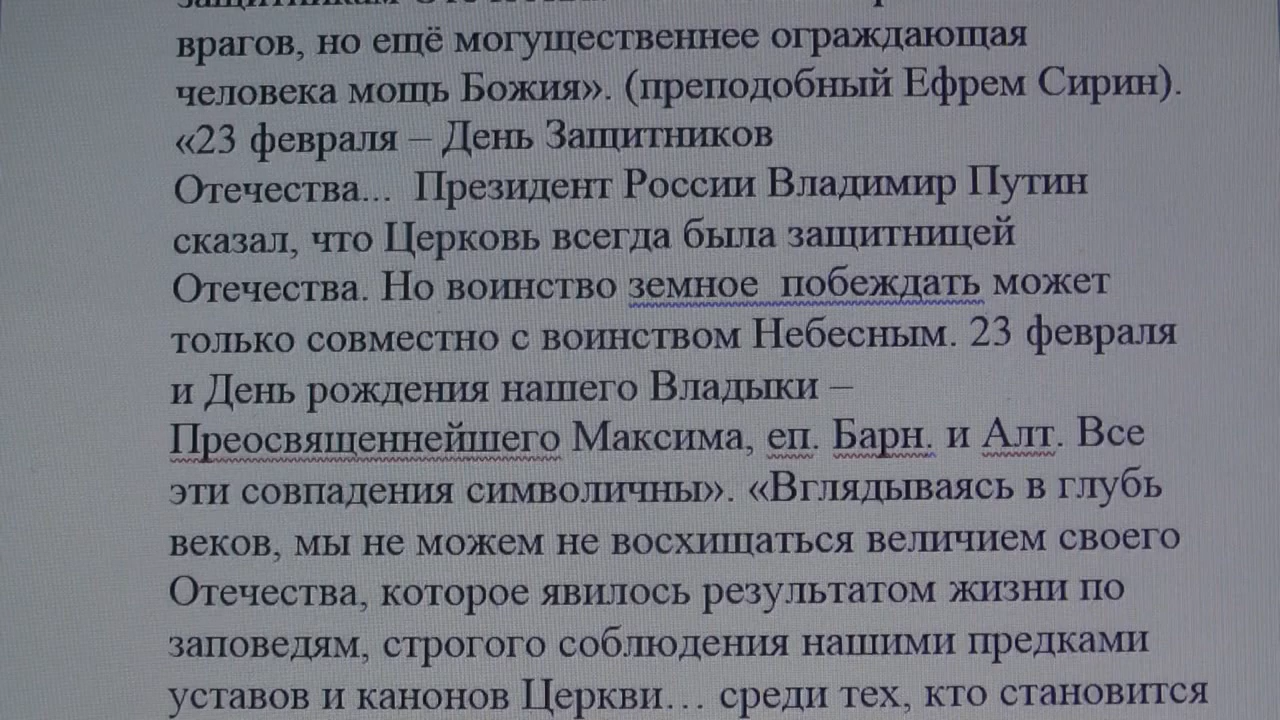 врагов, но ещё могущественнее ограждающая
человека мощь Божия». (преподобный Ефрем Сирин).
«23 февраля – День Защитников
Отечества... Президент России Владимир Путин
сказал, что Церковь всегда была защитницей
Отечества. Но воинство земное  побеждать может
только совместно с воинством Небесным. 23 февраля
и День рождения нашего Владыки –
Преосвященнейшего Максима, еп. Барн. и Алт. Все
эти совпадения символичны». «Вглядываясь в глубь
веков, мы не можем не восхищаться величием своего
Отечества, которое явилось результатом жизни по
заповедям, строгого соблюдения нашими предками
уставов и канонов Церкви… среди тех, кто становится